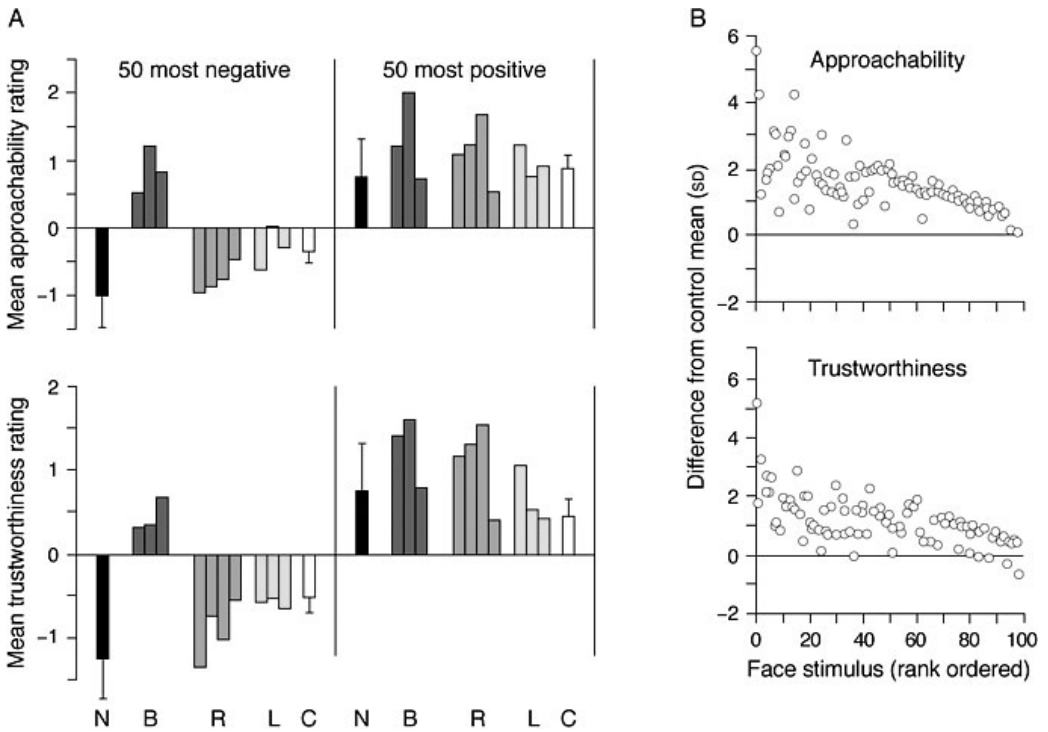 A
Mean approachability rating
50 most negative
50 most positive
2
1
0
−1
Mean trustworthiness rating
2
1
0
−1
N B R L C
N B R L C
B
Difference from control mean (SD)
Approachability
6
4
2
0
−2
Trustworthiness
6
4
2
0
−2
0 20 40 60 80 100
Face stimulus (rank ordered)